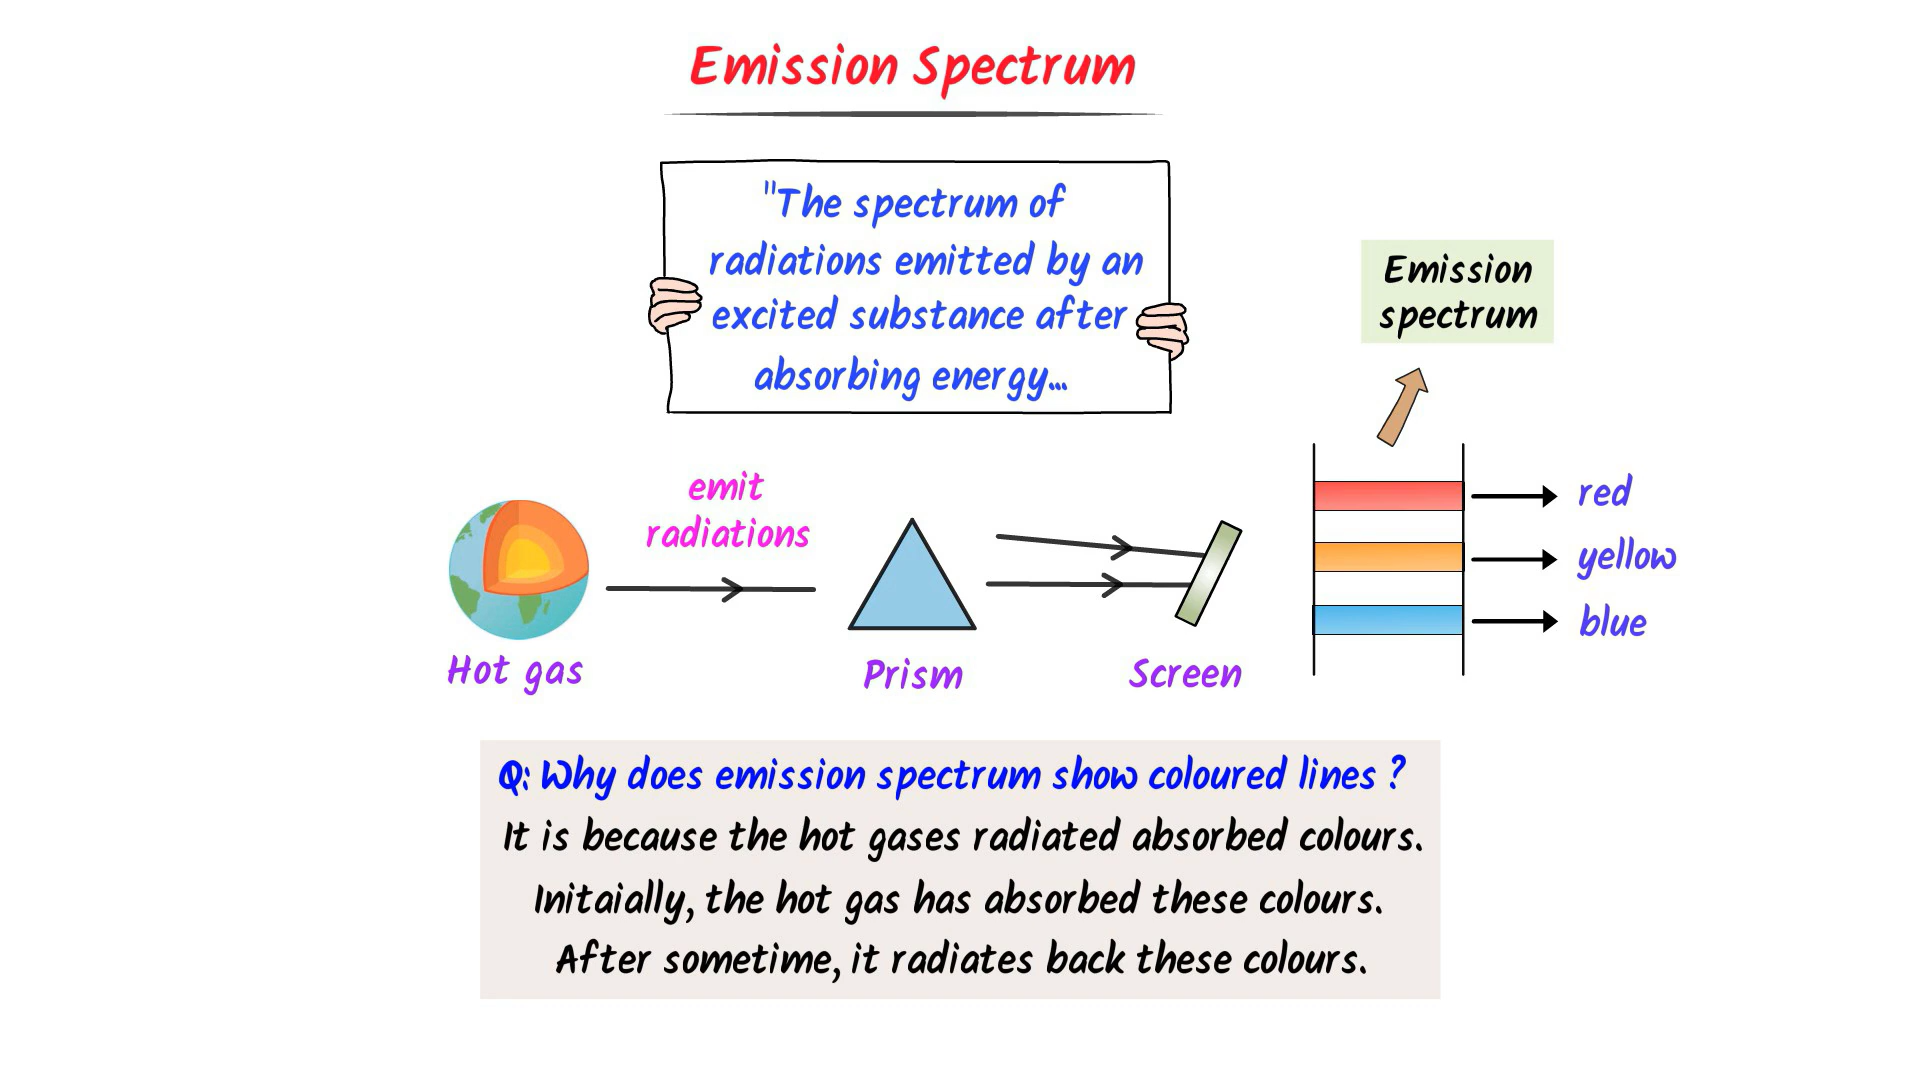 Emission Spectrum
"The spectrum of
radiations emitted by an
excited substance after
absorbing energy...
Emission
spectrum
emit
radiations
Hot gas
Prism
Screen
red
yellow
blue
Q: Why does emission spectrum show coloured lines ?
It is because the hot gases radiated absorbed colours.
Initaially, the hot gas has absorbed these colours.
After sometime, it radiates back these colours.